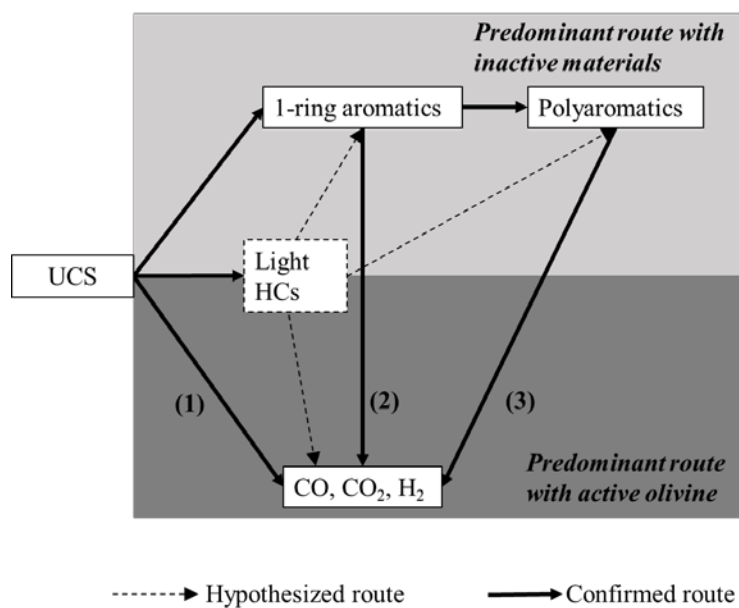 Predominant route with
inactive materials
1-ring aromatics
Polyaromatics
UCS
Light
HCs
(1)
(2)
(3)
CO, CO₂, H₂
Predominant route
with active olivine
Hypothesized route
Confirmed route